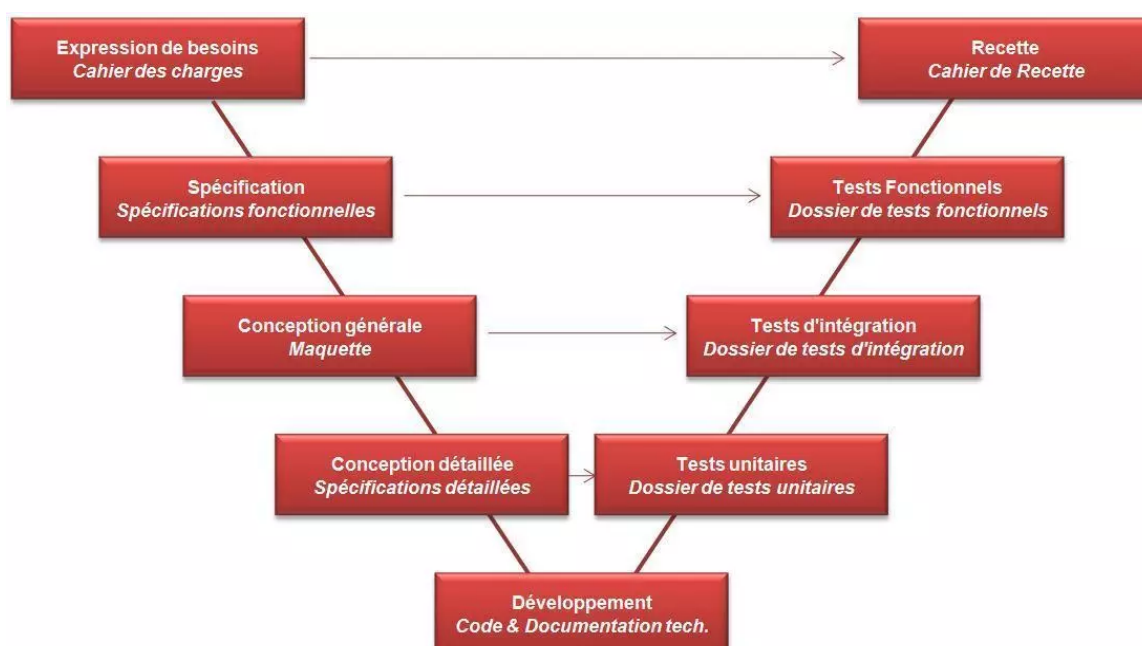 Expression de besoins
Cahier des charges
Recette
Cahier de Recette
Spécification
Spécifications fonctionnelles
Tests Fonctionnels
Dossier de tests fonctionnels
Conception générale
Maquette
Tests d'intégration
Dossier de tests d'intégration
Conception détaillée
Spécifications détaillées
Tests unitaires
Dossier de tests unitaires
Développement
Code & Documentation tech.